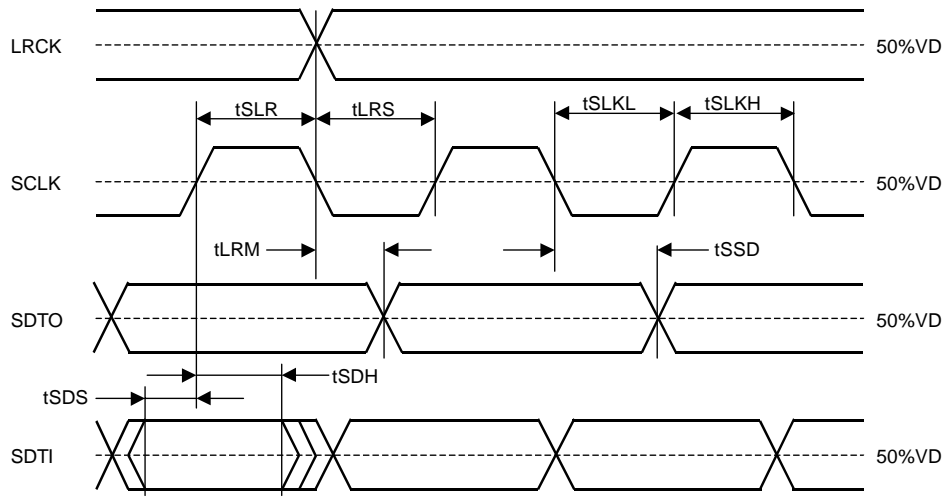 LRCK
50%VD
tSLR
tLRS
tSLKL
tSLKH
SCLK
50%VD
tLRM
tSSD
SDTO
50%VD
tSDH
tSDS
SDTI
50%VD